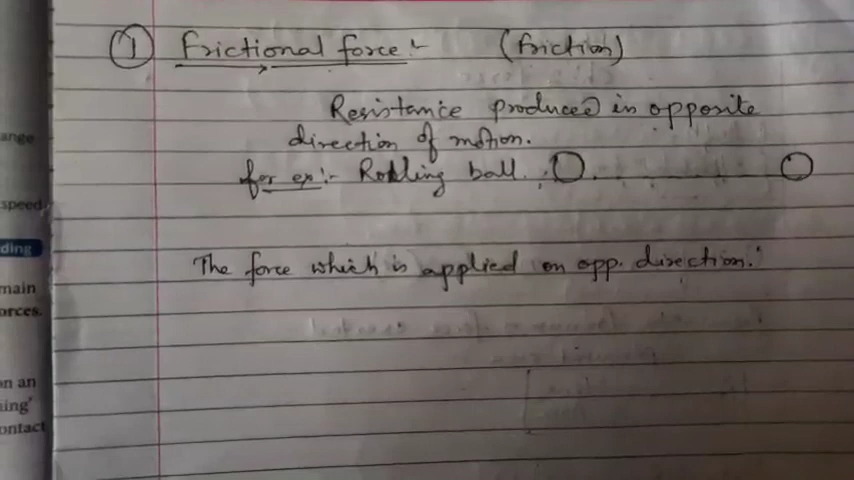 ① Frictional force :- (friction)
Resistance produced in opposite
direction of motion.
for ex :- Rolling ball.
The force which is applied on opp. direction.
ange
speed
ding
main
orces.
on an
ing'
ontact